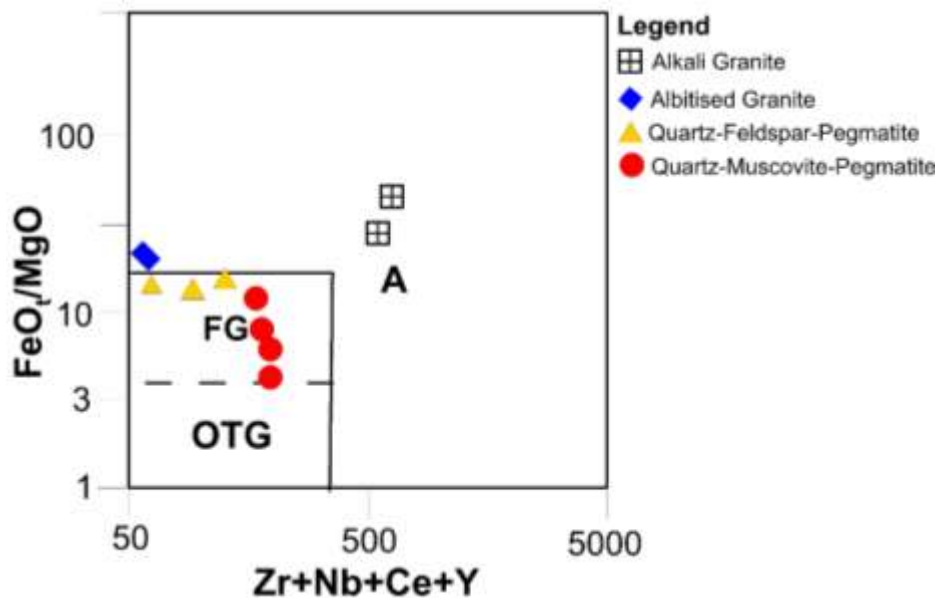 Legend
Alkali Granite
Albitised Granite
Quartz-Feldspar-Pegmatite
Quartz-Muscovite-Pegmatite
FeOt/MgO
100
10
3
1
A
FG
OTG
50
500
5000
Zr+Nb+Ce+Y